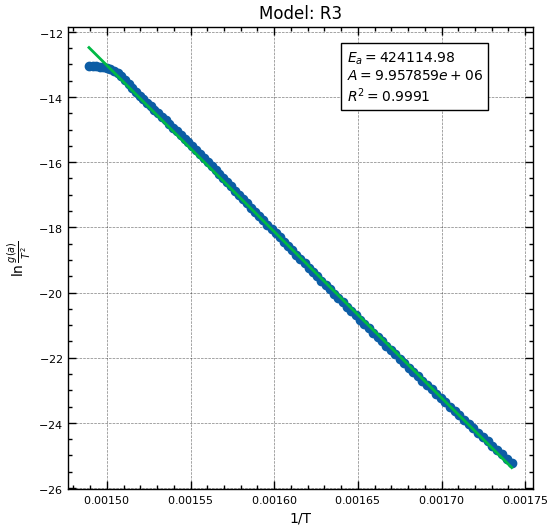 Model: R3
−12
−14
−16
−18
−20
−22
−24
−26
ln g(a)/T²
E_a = 424114.98
A = 9.957859e + 06
R² = 0.9991
0.00150 0.00155 0.00160 0.00165 0.00170 0.00175
1/T